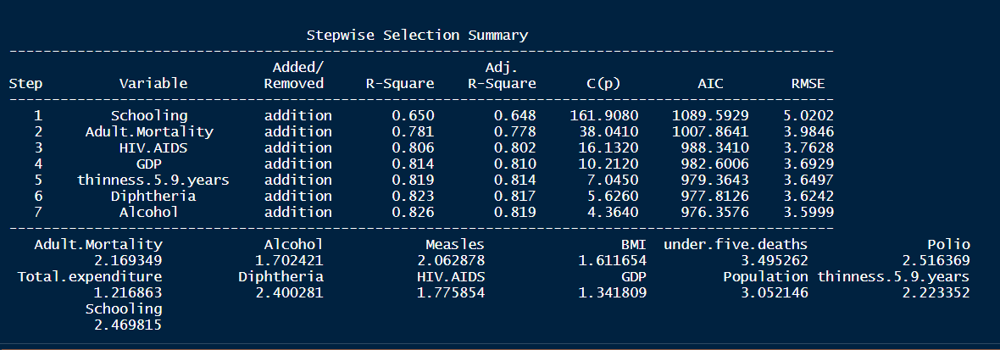 Stepwise Selection Summary
Added/ Adj.
Step Variable Removed R-Square R-Square C(p) AIC RMSE
1 Schooling addition 0.650 0.648 161.9080 1089.5929 5.0202
2 Adult.Mortality addition 0.781 0.778 38.0410 1007.8641 3.9846
3 HIV.AIDS addition 0.806 0.802 16.1320 988.3410 3.7628
4 GDP addition 0.814 0.810 10.2120 982.6006 3.6929
5 thinness.5.9.years addition 0.819 0.814 7.0450 979.3643 3.6497
6 Diphtheria addition 0.823 0.817 5.6260 977.8126 3.6242
7 Alcohol addition 0.826 0.819 4.3640 976.3576 3.5999
Adult.Mortality Alcohol Measles BMI under.five.deaths Polio
2.169349 1.702421 2.062878 1.611654 3.495262 2.516369
Total.expenditure Diphtheria HIV.AIDS GDP Population thinness.5.9.years
1.216863 2.400281 1.775854 1.341809 3.052146 2.223352
Schooling
2.469815